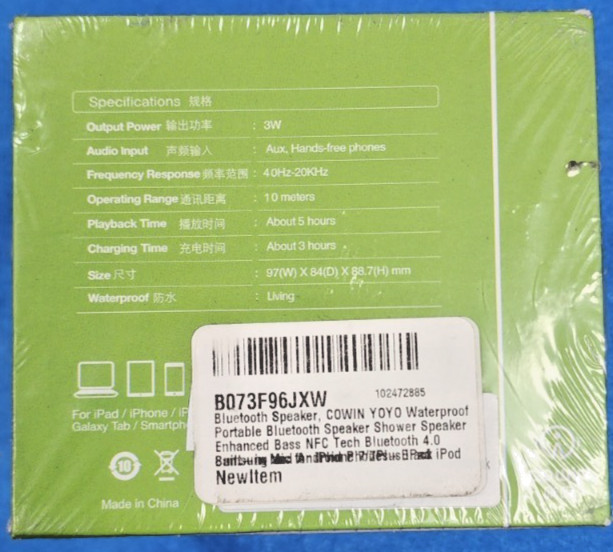 Specifications 规格
Output Power 输出功率 : 3W
Audio Input 声频输入 : Aux, Hands-free phones
Frequency Response 频率范围 : 40Hz-20KHz
Operating Range 通讯距离 : 10 meters
Playback Time 播放时间 : About 5 hours
Charging Time 充电时间 : About 3 hours
Size 尺寸 : 97(W) X 84(D) X 88.7(H) mm
Waterproof 防水 : Living
For iPad / iPhone / iP
Galaxy Tab / Smartpho
10
Made in China
B073F96JXW 102472885
Bluetooth Speaker, COWIN YOYO Waterproof
Portable Bluetooth Speaker Shower Speaker
Enhanced Bass NFC Tech Bluetooth 4.0
iPod
NewItem